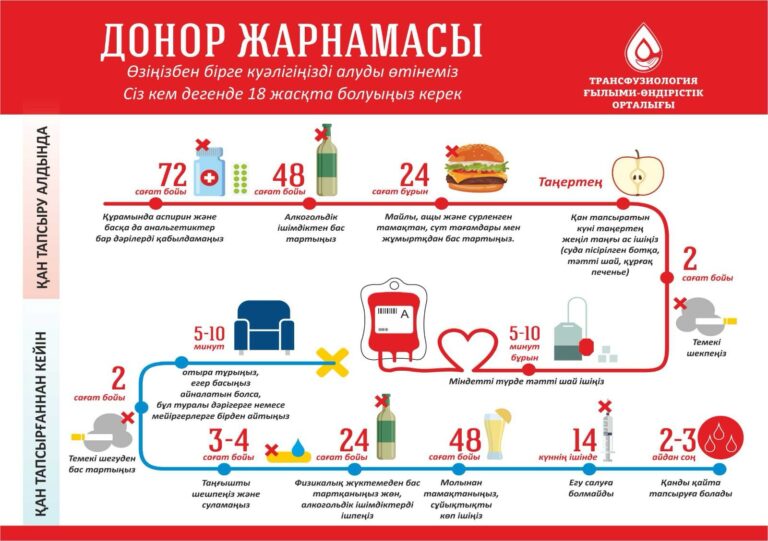 ДОНОР ЖАРНАМАСЫ
Өзіңізбен бірге куәлігіңізді алуды өтінеміз
Сіз кем дегенде 18 жасқта болуыңыз керек
ТРАНСФУЗИОЛОГИЯ
ҒЫЛЫМИ-ӨНДІРІСТІК
ОРТАЛЫҒЫ
ҚАН ТАПСЫРУ АЛДЫНДА
72
сағат бойы
Құрамында аспирин және
басқа да анальгетиктер
бар дәрілерді қабылдамаңыз
48
сағат бойы
Алкогольдік
ішімдіктен бас
тартыңыз
24
сағат бұрын
Майлы, ащы және сүрленген
тамақтан, сүт тағамдары мен
жұмыртқдан бас тартыңыз.
Таңертең
Қан тапсыратын
күні таңертең
жеңіл таңғы ас ішіңіз
(суда пісірілген ботқа,
тәтті шай, құрғақ
печенье)
2
сағат бойы
Темекі
шекпеңіз
5-10
минут
бұрын
Міндетті түрде тәтті шай ішіңіз
A
ҚАН ТАПСЫРҒАННАН КЕЙІН
5-10
минут
отыра тұрыңыз,
егер басыңыз
айналатын болса,
бұл туралы дәрігерге немесе
мейіргерлерге бірден айтыңыз
2
сағат бойы
Темекі шегуден
бас тартыңыз
3-4
сағат бойы
Таңғышты
шешпеңіз және
суламаңыз
24
сағат бойы
Физикалық жүктемеден бас
тартқаныңыз жөн,
алкогольдік ішімдіктерді
ішпеңіз
48
сағат бойы
Молынан
тамақтаныңыз,
сұйықтықты
көп ішіңіз
14
күннің ішінде
Егу салуға
болмайды
2-3
айдан соң
Қанды қайта
тапсыруға болады